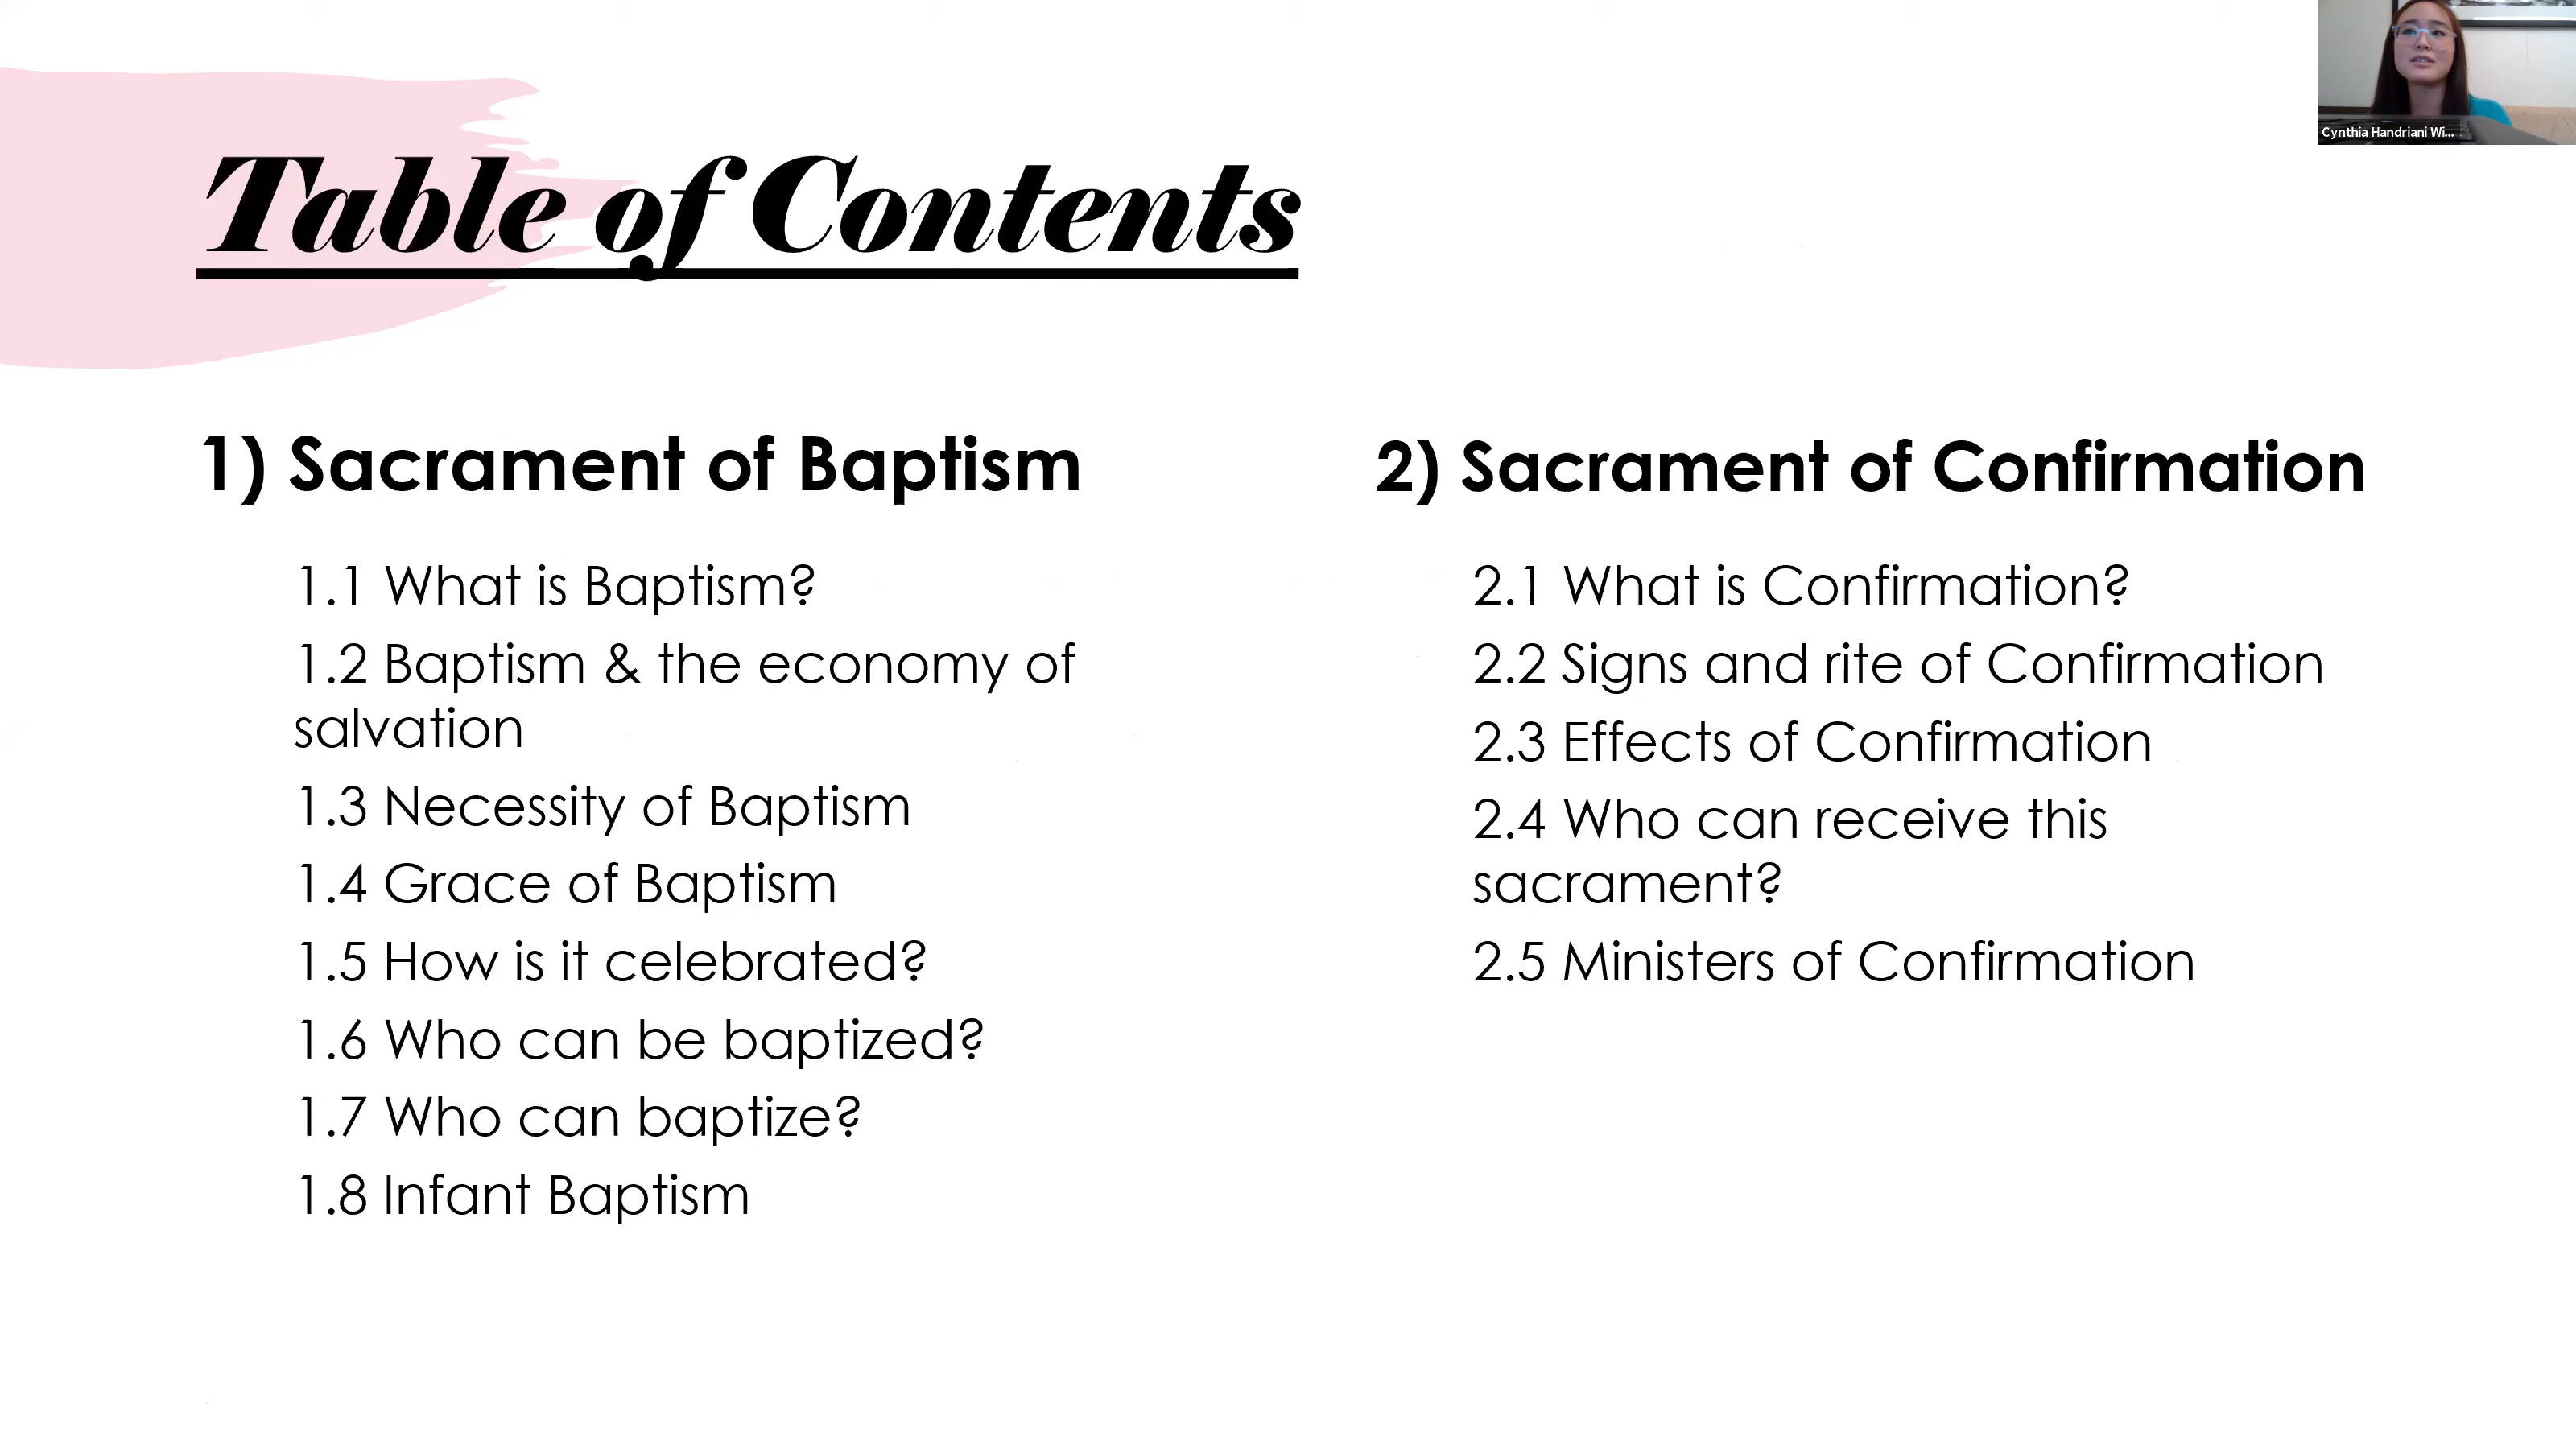 Cynthia Handriani Wi...
Table of Contents
1) Sacrament of Baptism
1.1 What is Baptism?
1.2 Baptism & the economy of
salvation
1.3 Necessity of Baptism
1.4 Grace of Baptism
1.5 How is it celebrated?
1.6 Who can be baptized?
1.7 Who can baptize?
1.8 Infant Baptism
2) Sacrament of Confirmation
2.1 What is Confirmation?
2.2 Signs and rite of Confirmation
2.3 Effects of Confirmation
2.4 Who can receive this
sacrament?
2.5 Ministers of Confirmation